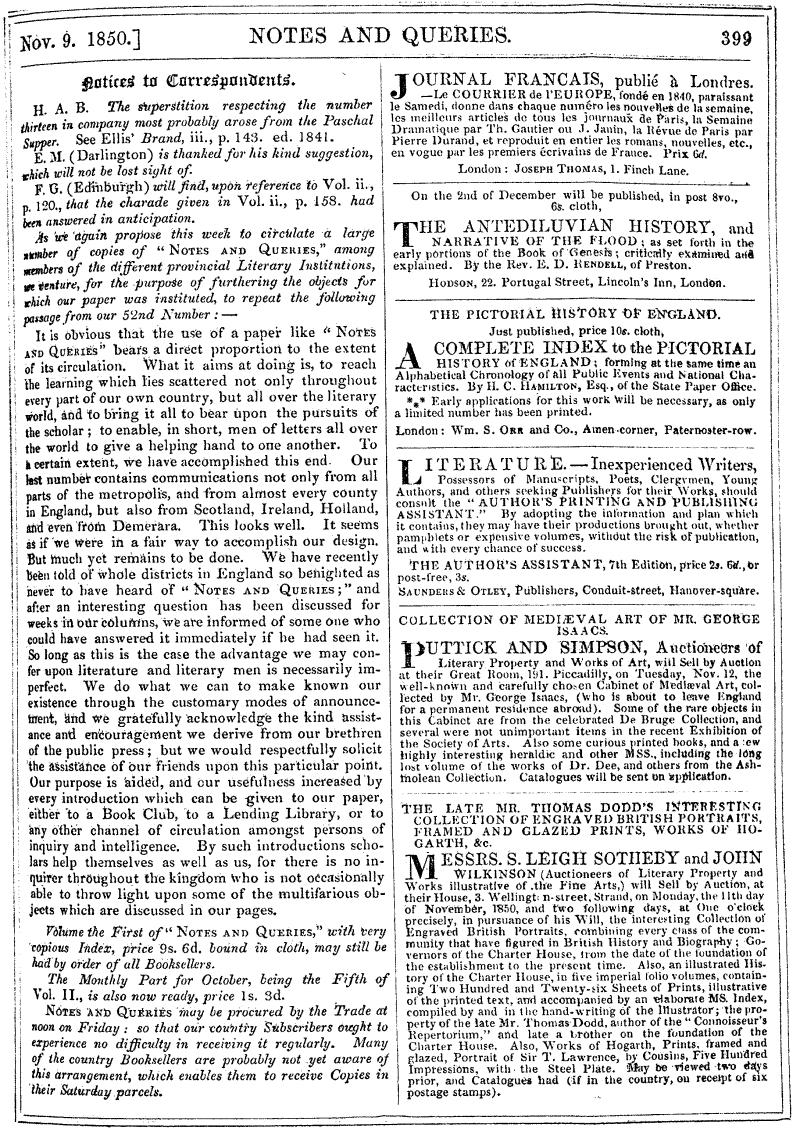 Nov. 9. 1850.] NOTES AND QUERIES. 399
Notices to Correspondents.
H. A. B. The superstition respecting the number
thirteen in company most probably arose from the Paschal
Supper. See Ellis' Brand, iii., p. 143. ed. 1841.
E. M. (Darlington) is thanked for his kind suggestion,
which will not be lost sight of.
F. G. (Edinburgh) will find, upon reference to Vol. ii.,
p. 120., that the charade given in Vol. ii., p. 158. had
been answered in anticipation.
As we again propose this week to circulate a large
number of copies of "NOTES AND QUERIES," among
members of the different provincial Literary Institutions,
we venture, for the purpose of furthering the objects for
which our paper was instituted, to repeat the following
passage from our 52nd Number : —
It is obvious that the use of a paper like "NOTES
AND QUERIES" bears a direct proportion to the extent
of its circulation. What it aims at doing is, to reach
the learning which lies scattered not only throughout
every part of our own country, but all over the literary
world, and to bring it all to bear upon the pursuits of
the scholar ; to enable, in short, men of letters all over
the world to give a helping hand to one another. To
a certain extent, we have accomplished this end. Our
last number contains communications not only from all
parts of the metropolis, and from almost every county
in England, but also from Scotland, Ireland, Holland,
and even from Demerara. This looks well. It seems
as if we were in a fair way to accomplish our design.
But much yet remains to be done. We have recently
been told of whole districts in England so benighted as
never to have heard of "NOTES AND QUERIES ;" and
after an interesting question has been discussed for
weeks in our columns, we are informed of some one who
could have answered it immediately if he had seen it.
So long as this is the case the advantage we may con-
fer upon literature and literary men is necessarily im-
perfect. We do what we can to make known our
existence through the customary modes of announce-
ment, and we gratefully acknowledge the kind assist-
ance and encouragement we derive from our brethren
of the public press ; but we would respectfully solicit
the assistance of our friends upon this particular point.
Our purpose is aided, and our usefulness increased by
every introduction which can be given to our paper,
either to a Book Club, to a Lending Library, or to
any other channel of circulation amongst persons of
inquiry and intelligence. By such introductions scho-
lars help themselves as well as us, for there is no in-
quirer throughout the kingdom who is not occasionally
able to throw light upon some of the multifarious ob-
jects which are discussed in our pages.
Volume the First of "NOTES AND QUERIES," with very
copious Index, price 9s. 6d. bound in cloth, may still be
had by order of all Booksellers.
The Monthly Part for October, being the Fifth of
Vol. II., is also now ready, price 1s. 3d.
NOTES AND QUERIES may be procured by the Trade at
noon on Friday : so that our country Subscribers ought to
experience no difficulty in receiving it regularly. Many
of the country Booksellers are probably not yet aware of
this arrangement, which enables them to receive Copies in
their Saturday parcels.
JOURNAL FRANCAIS, publié à Londres.
—Le COURRIER de l'EUROPE, fondé en 1840, paraissant
le Samedi, donne dans chaque numéro les nouvelles de la semaine,
les meilleurs articles de tous les journaux de Paris, la Semaine
Dramatique par Th. Gautier ou J. Janin, la Révue de Paris par
Pierre Durand, et reproduit en entier les romans, nouvelles, etc.,
en vogue par les premiers écrivains de France. Prix 6d.
London: JOSEPH THOMAS, 1. Finch Lane.
On the 2nd of December will be published, in post 8vo.,
6s. cloth,
THE ANTEDILUVIAN HISTORY, and
NARRATIVE OF THE FLOOD ; as set forth in the
early portions of the Book of Genesis ; critically examined and
explained. By the Rev. E. D. RENDELL, of Preston.
HODSON, 22. Portugal Street, Lincoln's Inn, London.
THE PICTORIAL HISTORY OF ENGLAND.
Just published, price 10s. cloth,
A COMPLETE INDEX to the PICTORIAL
HISTORY of ENGLAND ; forming at the same time an
Alphabetical Chronology of all Public Events and National Cha-
racteristics. By H. C. HAMILTON, Esq., of the State Paper Office.
*** Early applications for this work will be necessary, as only
a limited number has been printed.
London: Wm. S. ORR and Co., Amen-corner, Paternoster-row.
LITERATURE.—Inexperienced Writers,
Possessors of Manuscripts, Poets, Clergymen, Young
Authors, and others seeking Publishers for their Works, should
consult the "AUTHOR'S PRINTING AND PUBLISHING
ASSISTANT." By adopting the information and plan which
it contains, they may have their productions brought out, whether
pamphlets or expensive volumes, without the risk of publication,
and with every chance of success.
THE AUTHOR'S ASSISTANT, 7th Edition, price 2s. 6d., or
post-free, 3s.
SAUNDERS & OTLEY, Publishers, Conduit-street, Hanover-square.
COLLECTION OF MEDIÆVAL ART OF MR. GEORGE
ISAACS.
PUTTICK AND SIMPSON, Auctioneers of
Literary Property and Works of Art, will Sell by Auction
at their Great Room, 191. Piccadilly, on Tuesday, Nov. 12, the
well-known and carefully chosen Cabinet of Mediæval Art, col-
lected by Mr. George Isaacs, (who is about to leave England
for a permanent residence abroad). Some of the rare objects in
this Cabinet are from the celebrated De Bruge Collection, and
several were not unimportant items in the recent Exhibition of
the Society of Arts. Also some curious printed books, and a few
highly interesting heraldic and other MSS., including the long
lost volume of the works of Dr. Dee, and others from the Ash-
molean Collection. Catalogues will be sent on application.
THE LATE MR. THOMAS DODD'S INTERESTING
COLLECTION OF ENGRAVED BRITISH PORTRAITS,
FRAMED AND GLAZED PRINTS, WORKS OF HO-
GARTH, &c.
MESSRS. S. LEIGH SOTHEBY and JOHN
WILKINSON (Auctioneers of Literary Property and
Works illustrative of the Fine Arts,) will Sell by Auction, at
their House, 3. Wellingt n-street, Strand, on Monday, the 11th day
of November, 1850, and two following days, at One o'clock
precisely, in pursuance of his Will, the interesting Collection of
Engraved British Portraits, combining every class of the com-
munity that have figured in British History and Biography ; Go-
vernors of the Charter House, from the date of the foundation of
the establishment to the present time. Also, an illustrated His-
tory of the Charter House, in five imperial folio volumes, contain-
ing Two Hundred and Twenty-six Sheets of Prints, illustrative
of the printed text, and accompanied by an elaborate MS. Index,
compiled by and in the hand-writing of the Illustrator ; the pro-
perty of the late Mr. Thomas Dodd, author of the "Connoisseur's
Repertorium," and late a brother on the foundation of the
Charter House. Also, Works of Hogarth, Prints, framed and
glazed, Portrait of Sir T. Lawrence, by Cousins, Five Hundred
Impressions, with the Steel Plate. May be viewed two days
prior, and Catalogues had (if in the country, on receipt of six
postage stamps).